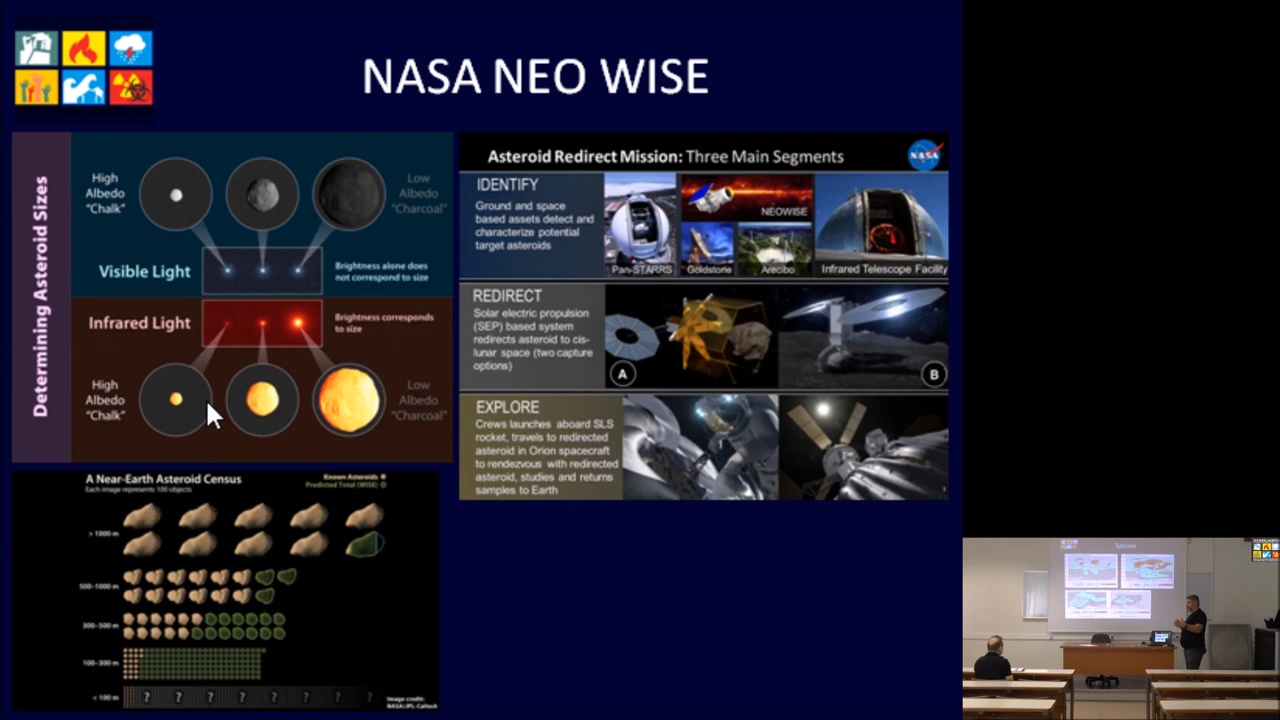 NASA NEO WISE
Determining Asteroid Sizes
High
Albedo
"Chalk"
Low
Albedo
"Charcoal"
Visible Light
Brightness alone does
not correspond to size
Infrared Light
Brightness corresponds
to size
High
Albedo
"Chalk"
Low
Albedo
"Charcoal"
A Near-Earth Asteroid Census
Each image represents 100 objects
Known Asteroids
Predicted Total (WISE)
> 1000 m
500-1000 m
300-500 m
100-300 m
< 100 m
? ? ? ? ? ? ? ?
Image credit:
NASA/JPL-Caltech
Asteroid Redirect Mission: Three Main Segments
NASA
IDENTIFY
Ground and space
based assets detect and
characterize potential
target asteroids
NEOWISE
Pan-STARRS
Goldstone
Arecibo
Infrared Telescope Facility
REDIRECT
Solar electric propulsion
(SEP) based system
redirects asteroid to cis-
lunar space (two capture
options)
A
B
EXPLORE
Crews launches aboard SLS
rocket, travels to redirected
asteroid in Orion spacecraft
to rendezvous with redirected
asteroid, studies and returns
samples to Earth